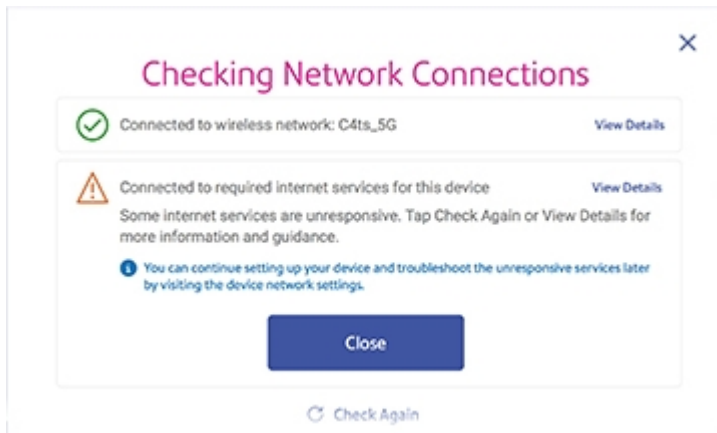 Checking Network Connections
Connected to wireless network: C4ts_5G
View Details
Connected to required internet services for this device
View Details
Some internet services are unresponsive. Tap Check Again or View Details for
more information and guidance.
You can continue setting up your device and troubleshoot the unresponsive services later
by visiting the device network settings.
Close
Check Again